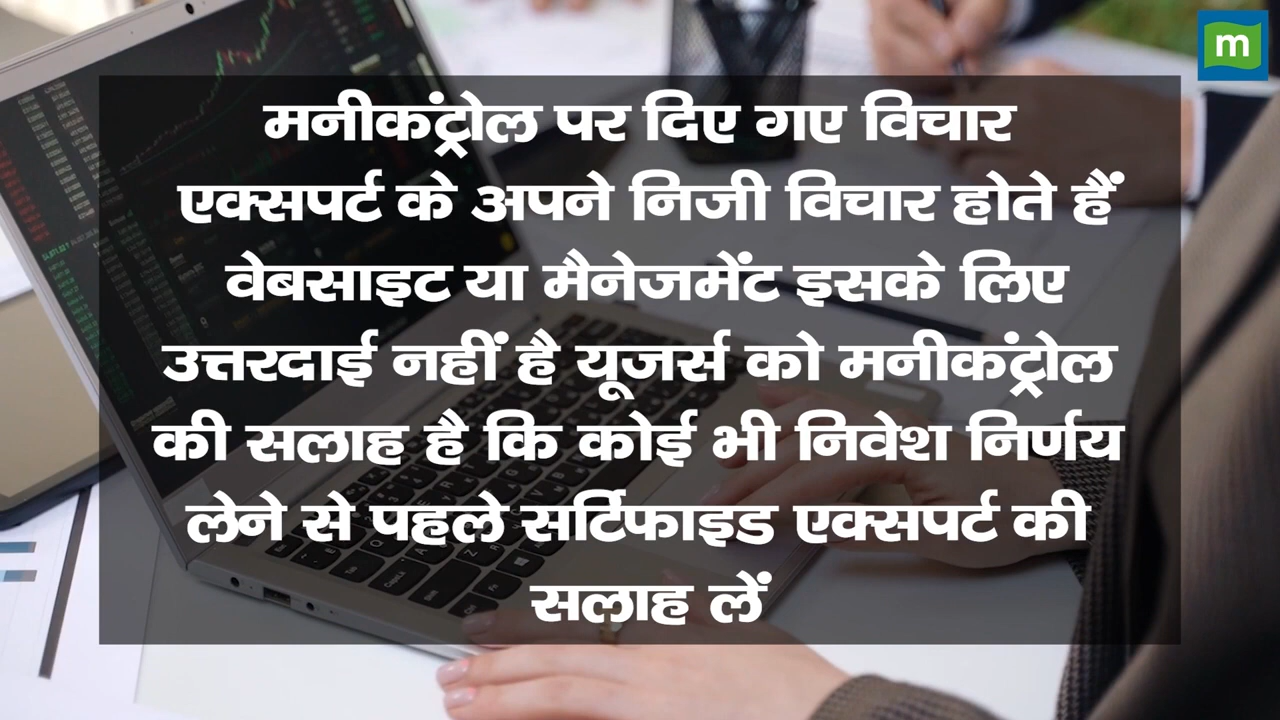 m
मनीकंट्रोल पर दिए गए विचार
एक्सपर्ट के अपने निजी विचार होते हैं
वेबसाइट या मैनेजमेंट इसके लिए
उत्तरदाई नहीं है यूजर्स को मनीकंट्रोल
की सलाह है कि कोई भी निवेश निर्णय
लेने से पहले सर्टिफाइड एक्सपर्ट की
सलाह लें